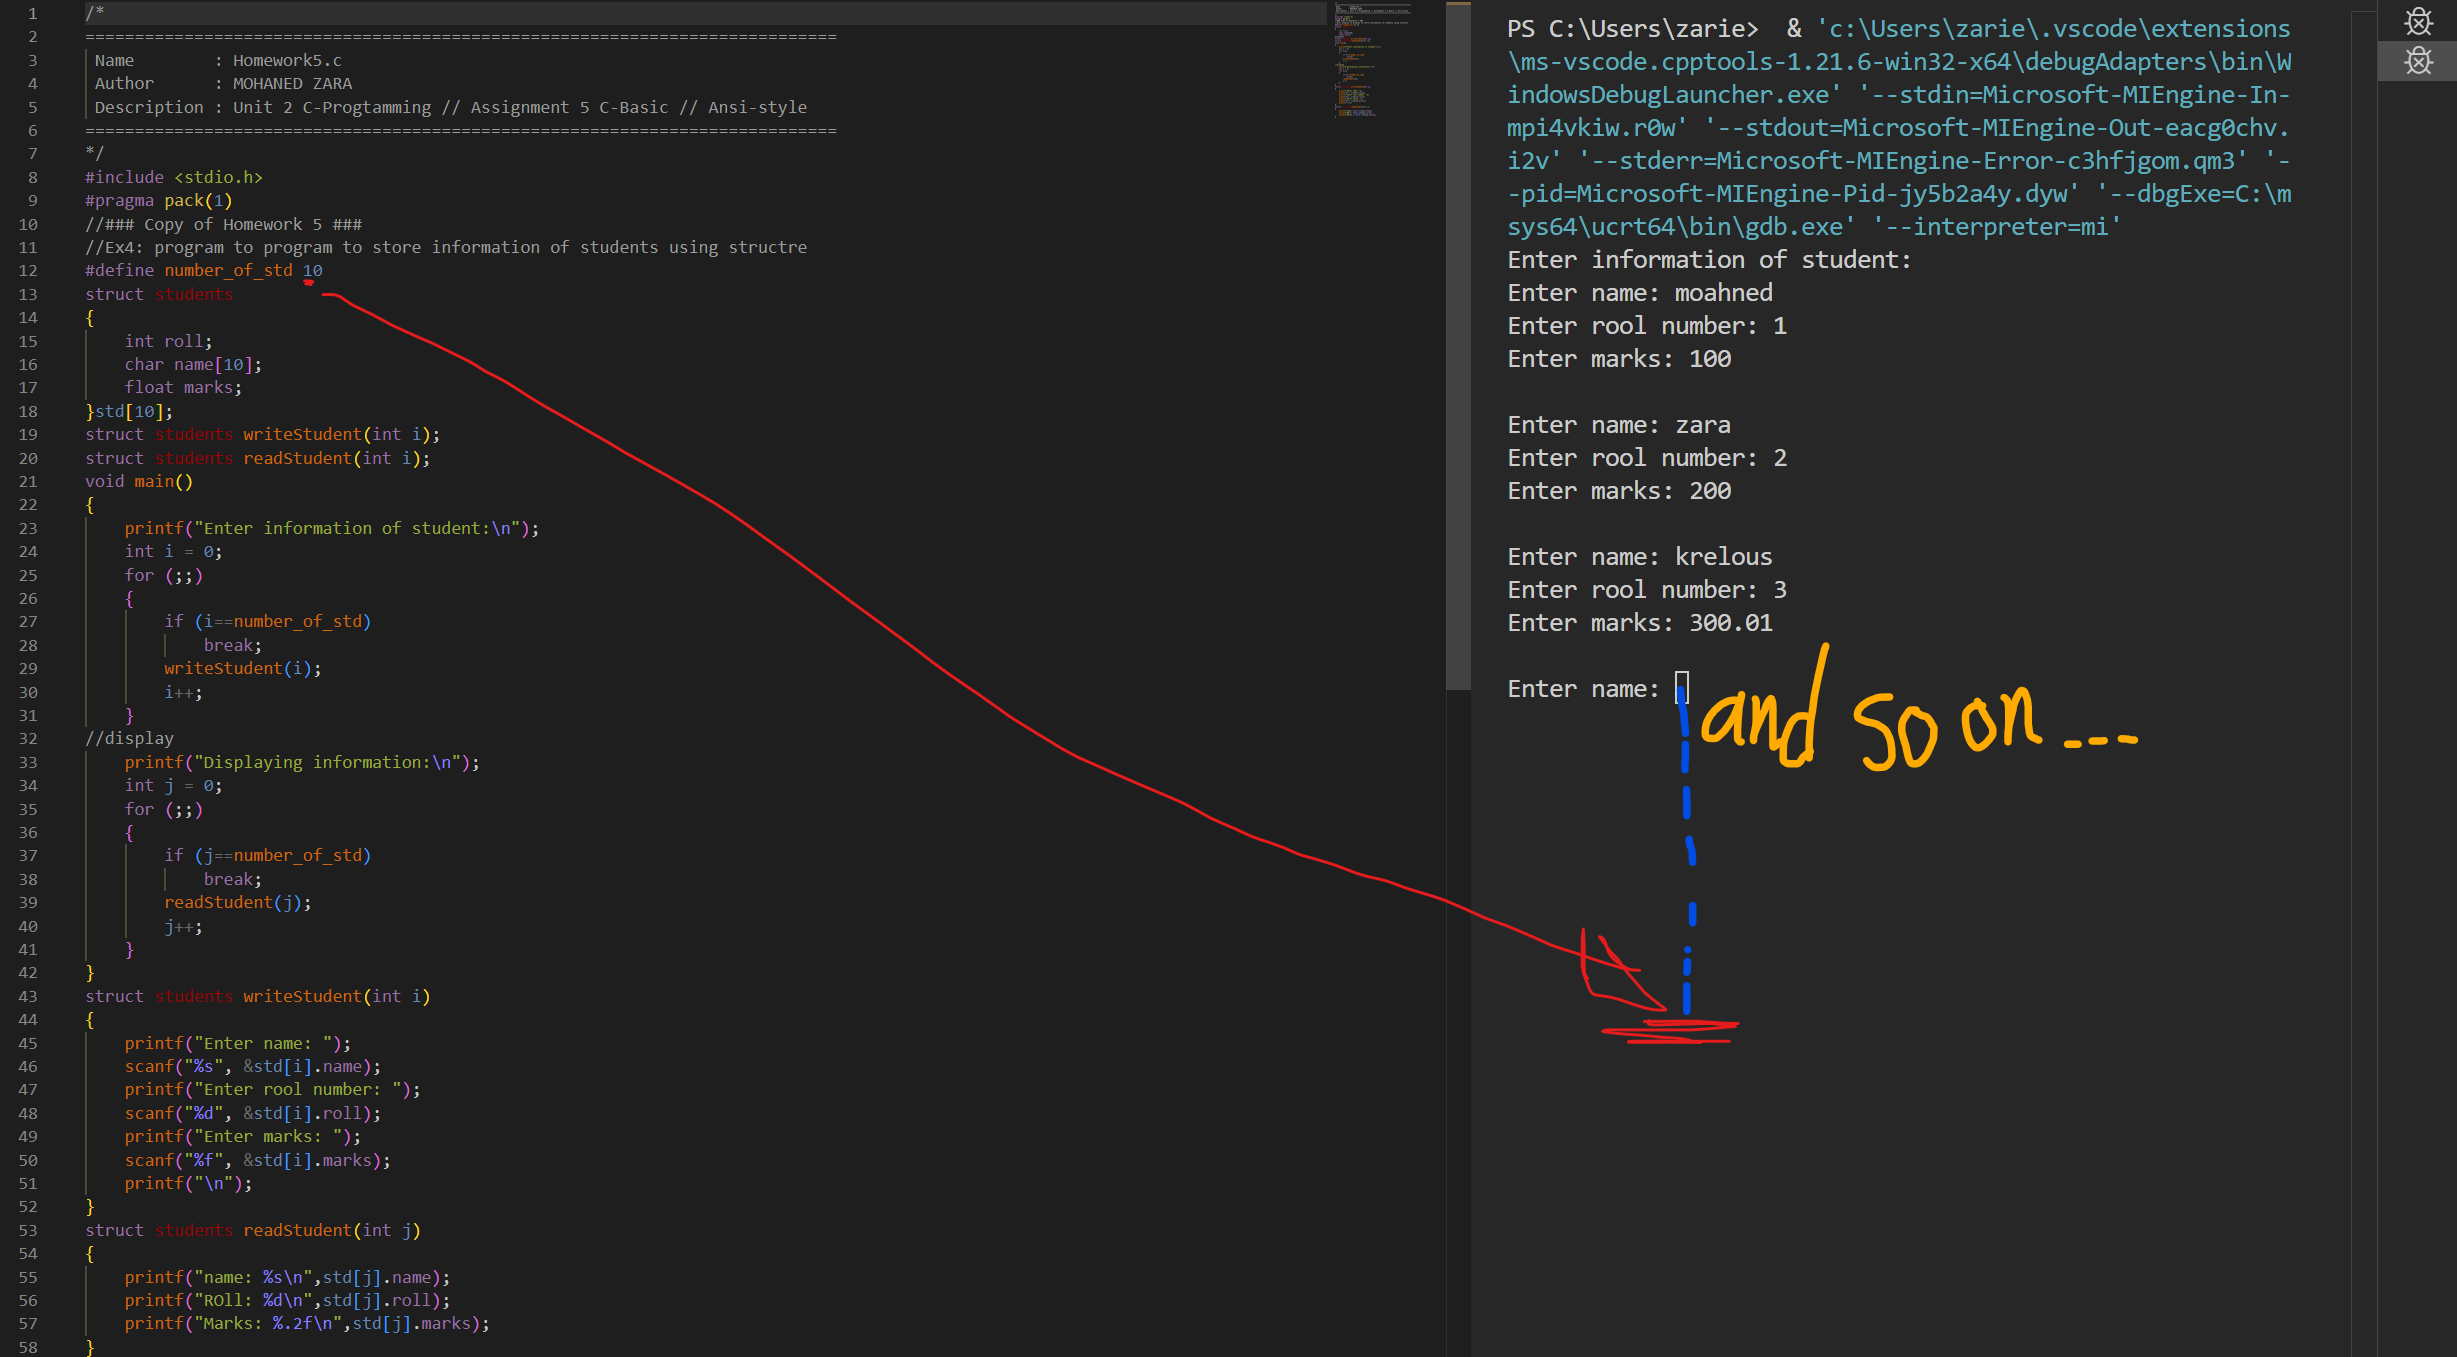 1 /*
2 ============================================================================
3 Name        : Homework5.c
4 Author      : MOHANED ZARA
5 Description : Unit 2 C-Progtamming // Assignment 5 C-Basic // Ansi-style
6 ============================================================================
7 */
8 #include <stdio.h>
9 #pragma pack(1)
10 //### Copy of Homework 5 ###
11 //Ex4: program to program to store information of students using structre
12 #define number_of_std 10
13 struct students
14 {
15     int roll;
16     char name[10];
17     float marks;
18 }std[10];
19 struct students writeStudent(int i);
20 struct students readStudent(int i);
21 void main()
22 {
23     printf("Enter information of student:\n");
24     int i = 0;
25     for (;;)
26     {
27         if (i==number_of_std)
28             break;
29         writeStudent(i);
30         i++;
31     }
32 //display
33     printf("Displaying information:\n");
34     int j = 0;
35     for (;;)
36     {
37         if (j==number_of_std)
38             break;
39         readStudent(j);
40         j++;
41     }
42 }
43 struct students writeStudent(int i)
44 {
45     printf("Enter name: ");
46     scanf("%s", &std[i].name);
47     printf("Enter rool number: ");
48     scanf("%d", &std[i].roll);
49     printf("Enter marks: ");
50     scanf("%f", &std[i].marks);
51     printf("\n");
52 }
53 struct students readStudent(int j)
54 {
55     printf("name: %s\n",std[j].name);
56     printf("ROll: %d\n",std[j].roll);
57     printf("Marks: %.2f\n",std[j].marks);
58 }
PS C:\Users\zarie>  & 'c:\Users\zarie\.vscode\extensions
\ms-vscode.cpptools-1.21.6-win32-x64\debugAdapters\bin\W
indowsDebugLauncher.exe' '--stdin=Microsoft-MIEngine-In-
mpi4vkiw.r0w' '--stdout=Microsoft-MIEngine-Out-eacg0chv.
i2v' '--stderr=Microsoft-MIEngine-Error-c3hfjgom.qm3' '-
-pid=Microsoft-MIEngine-Pid-jy5b2a4y.dyw' '--dbgExe=C:\m
sys64\ucrt64\bin\gdb.exe' '--interpreter=mi'
Enter information of student:
Enter name: moahned
Enter rool number: 1
Enter marks: 100
Enter name: zara
Enter rool number: 2
Enter marks: 200
Enter name: krelous
Enter rool number: 3
Enter marks: 300.01
Enter name:
and so on ---